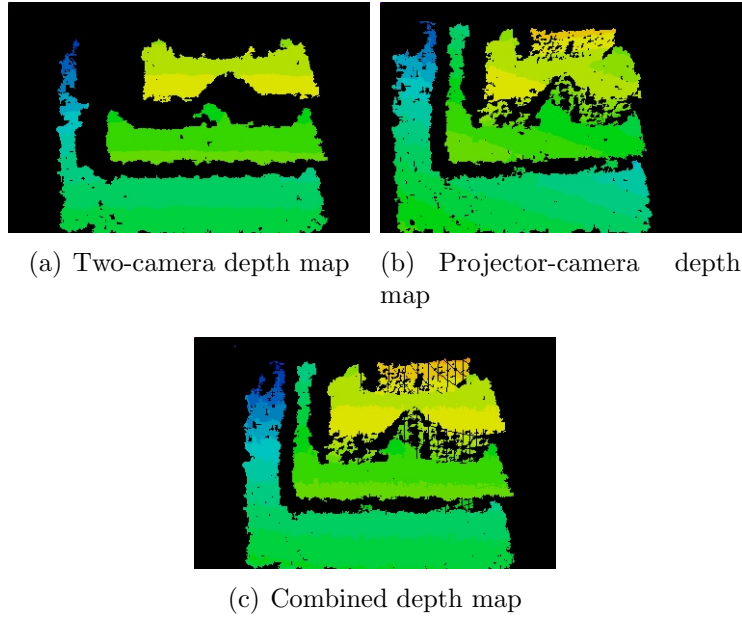 (a) Two-camera depth map
(b) Projector-camera depth
map
(c) Combined depth map